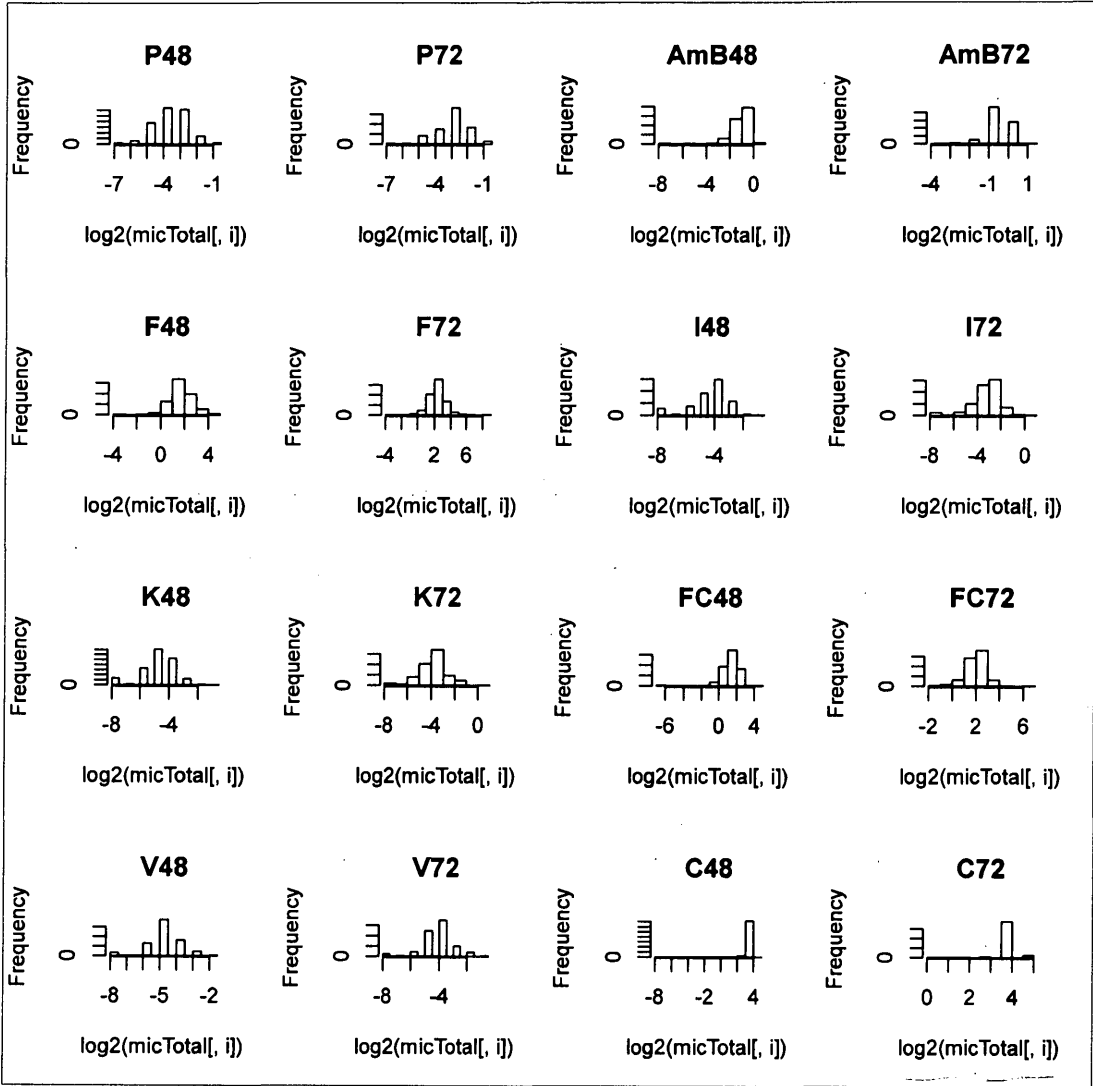 P48 P72 AmB48 AmB72
Frequency Frequency Frequency Frequency
0 0 0 0
-7 -4 -1 -7 -4 -1 -8 -4 0 -4 -1 1
log2(micTotal[, i]) log2(micTotal[, i]) log2(micTotal[, i]) log2(micTotal[, i])
F48 F72 I48 I72
Frequency Frequency Frequency Frequency
0 0 0 0
-4 0 4 -4 2 6 -8 -4 -8 -4 0
log2(micTotal[, i]) log2(micTotal[, i]) log2(micTotal[, i]) log2(micTotal[, i])
K48 K72 FC48 FC72
Frequency Frequency Frequency Frequency
0 0 0 0
-8 -4 -8 -4 0 -6 0 4 -2 2 6
log2(micTotal[, i]) log2(micTotal[, i]) log2(micTotal[, i]) log2(micTotal[, i])
V48 V72 C48 C72
Frequency Frequency Frequency Frequency
0 0 0 0
-8 -5 -2 -8 -4 -8 -2 4 0 2 4
log2(micTotal[, i]) log2(micTotal[, i]) log2(micTotal[, i]) log2(micTotal[, i])